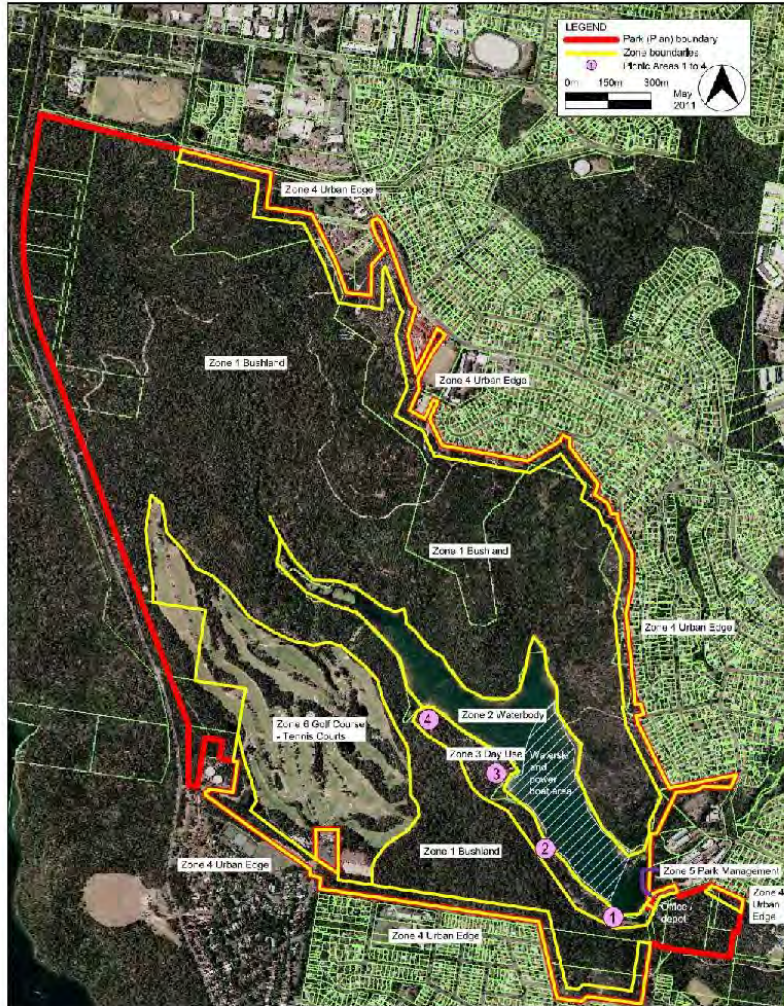 LEGEND
Park (Plan) boundary
Zone boundaries
1 Picnic Areas 1 to 4
0m 150m 300m
May
2011
Zone 4 Urban Edge
Zone 1 Bushland
Zone 4 Urban Edge
Zone 1 Bushland
Zone 4 Urban Edge
Zone 2 Waterbody
4
Zone 6 Golf Course
- Tennis Courts
Zone 3 Day Use
3
Waterski
and
power
boat area
2
Zone 1 Bushland
Zone 4 Urban Edge
Zone 5 Park Management
Zone 4
Urban
Edge
Office /
depot
1
Zone 4 Urban Edge